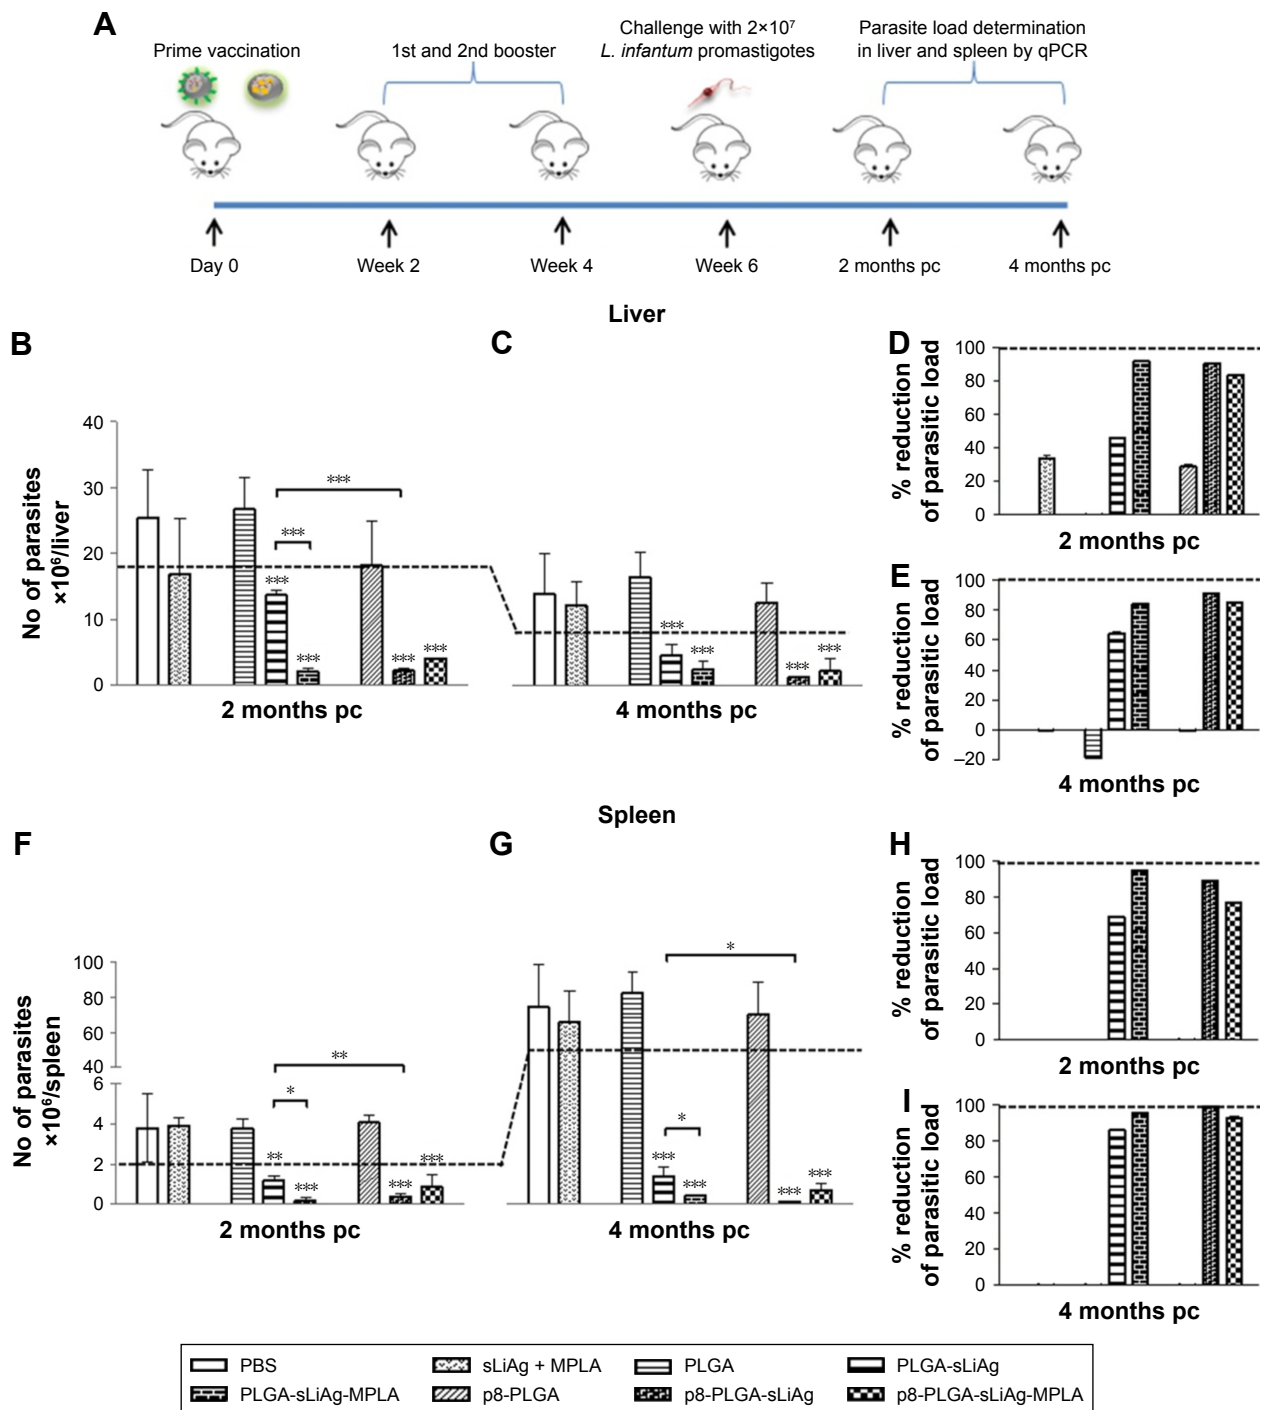 A
Prime vaccination
1st and 2nd booster
Challenge with 2×10⁷
L. infantum promastigotes
Parasite load determination
in liver and spleen by qPCR
Day 0
Week 2
Week 4
Week 6
2 months pc
4 months pc
Liver
B
No of parasites
×10⁶/liver
40
30
20
10
0
***
***
***
***
***
***
2 months pc
C
***
***
***
***
4 months pc
D
% reduction
of parasitic load
100
80
60
40
20
0
2 months pc
E
% reduction
of parasitic load
100
80
60
40
20
0
–20
4 months pc
Spleen
F
No of parasites
×10⁶/spleen
100
80
60
40
6
4
2
0
**
*
**
***
***
***
2 months pc
G
*
*
***
***
***
***
4 months pc
H
% reduction
of parasitic load
100
80
60
40
20
0
2 months pc
I
% reduction
of parasitic load
100
80
60
40
20
0
4 months pc
PBS
sLiAg + MPLA
PLGA
PLGA-sLiAg
PLGA-sLiAg-MPLA
p8-PLGA
p8-PLGA-sLiAg
p8-PLGA-sLiAg-MPLA